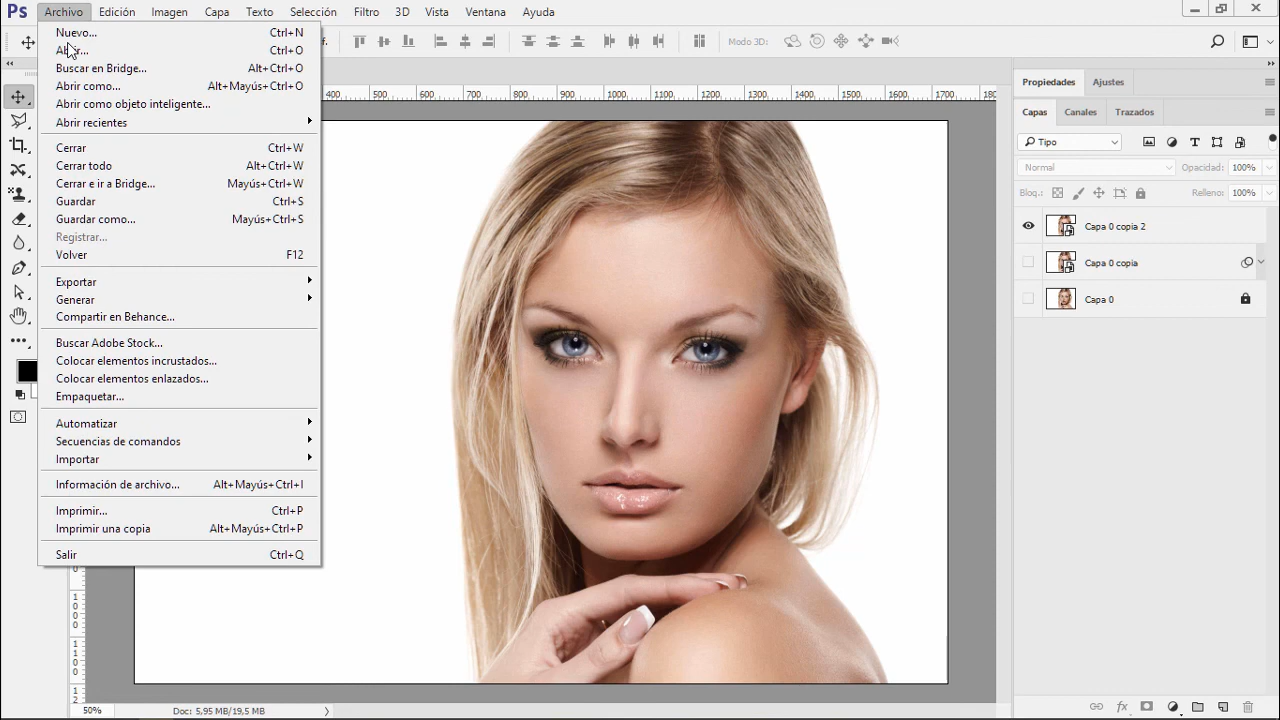 Ps Archivo Edición Imagen Capa Texto Selección Filtro 3D Vista Ventana Ayuda
Nuevo... Ctrl+N
Ctrl+O
Buscar en Bridge... Alt+Ctrl+O
Abrir como... Alt+Mayús+Ctrl+O
Abrir como objeto inteligente...
Abrir recientes
Cerrar Ctrl+W
Cerrar todo Alt+Ctrl+W
Cerrar e ir a Bridge... Mayús+Ctrl+W
Guardar Ctrl+S
Guardar como... Mayús+Ctrl+S
Registrar...
Volver F12
Exportar
Generar
Compartir en Behance...
Buscar Adobe Stock...
Colocar elementos incrustados...
Colocar elementos enlazados...
Empaquetar...
Automatizar
Secuencias de comandos
Importar
Información de archivo... Alt+Mayús+Ctrl+I
Imprimir... Ctrl+P
Imprimir una copia Alt+Mayús+Ctrl+P
Salir Ctrl+Q
Modo 3D:
400 500 600 700 800 900 1000 1100 1200 1300 1400 1500 1600 1700 180
0
1000
1100
12
50% Doc: 5,95 MB/19,5 MB
Propiedades Ajustes
Capas Canales Trazados
Tipo
Normal Opacidad: 100%
Bloq.: Relleno: 100%
Capa 0 copia 2
Capa 0 copia
Capa 0
fx